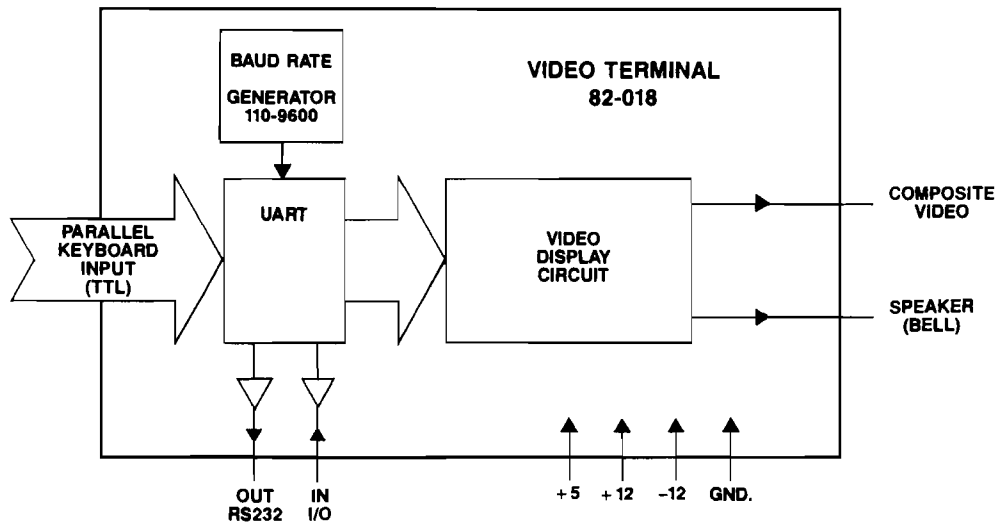 BAUD RATE
GENERATOR
110-9600
VIDEO TERMINAL
82-018
UART
PARALLEL
KEYBOARD
INPUT
(TTL)
VIDEO
DISPLAY
CIRCUIT
COMPOSITE
VIDEO
SPEAKER
(BELL)
OUT IN
RS232 I/O
+5 +12 -12 GND.